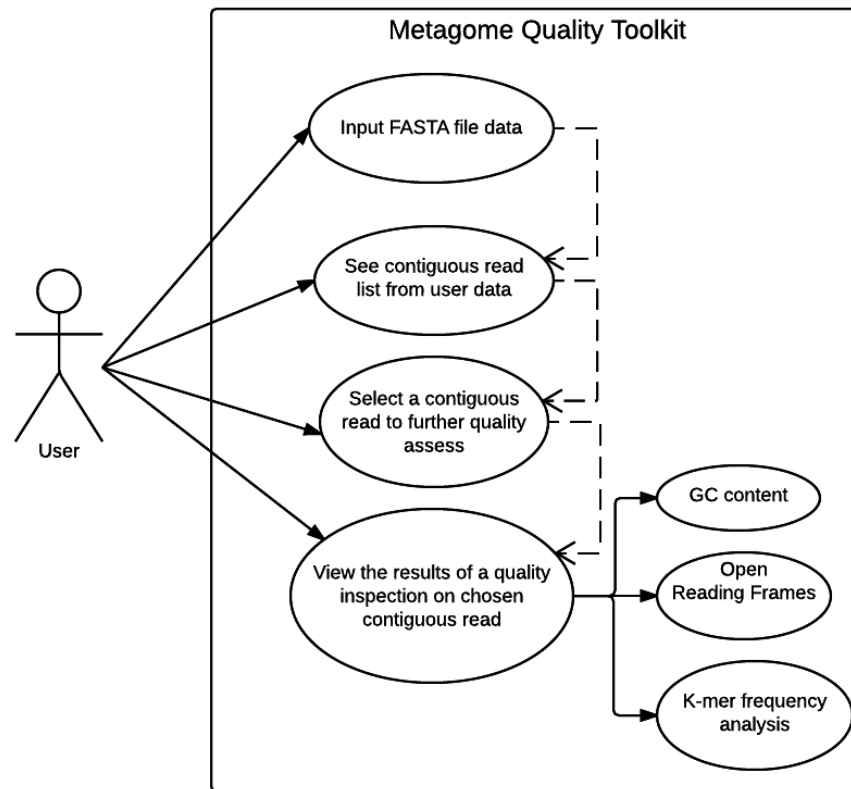 Metagome Quality Toolkit
Input FASTA file data
See contiguous read
list from user data
Select a contiguous
read to further quality
assess
User
GC content
View the results of a quality
inspection on chosen
contiguous read
Open
Reading Frames
K-mer frequency
analysis